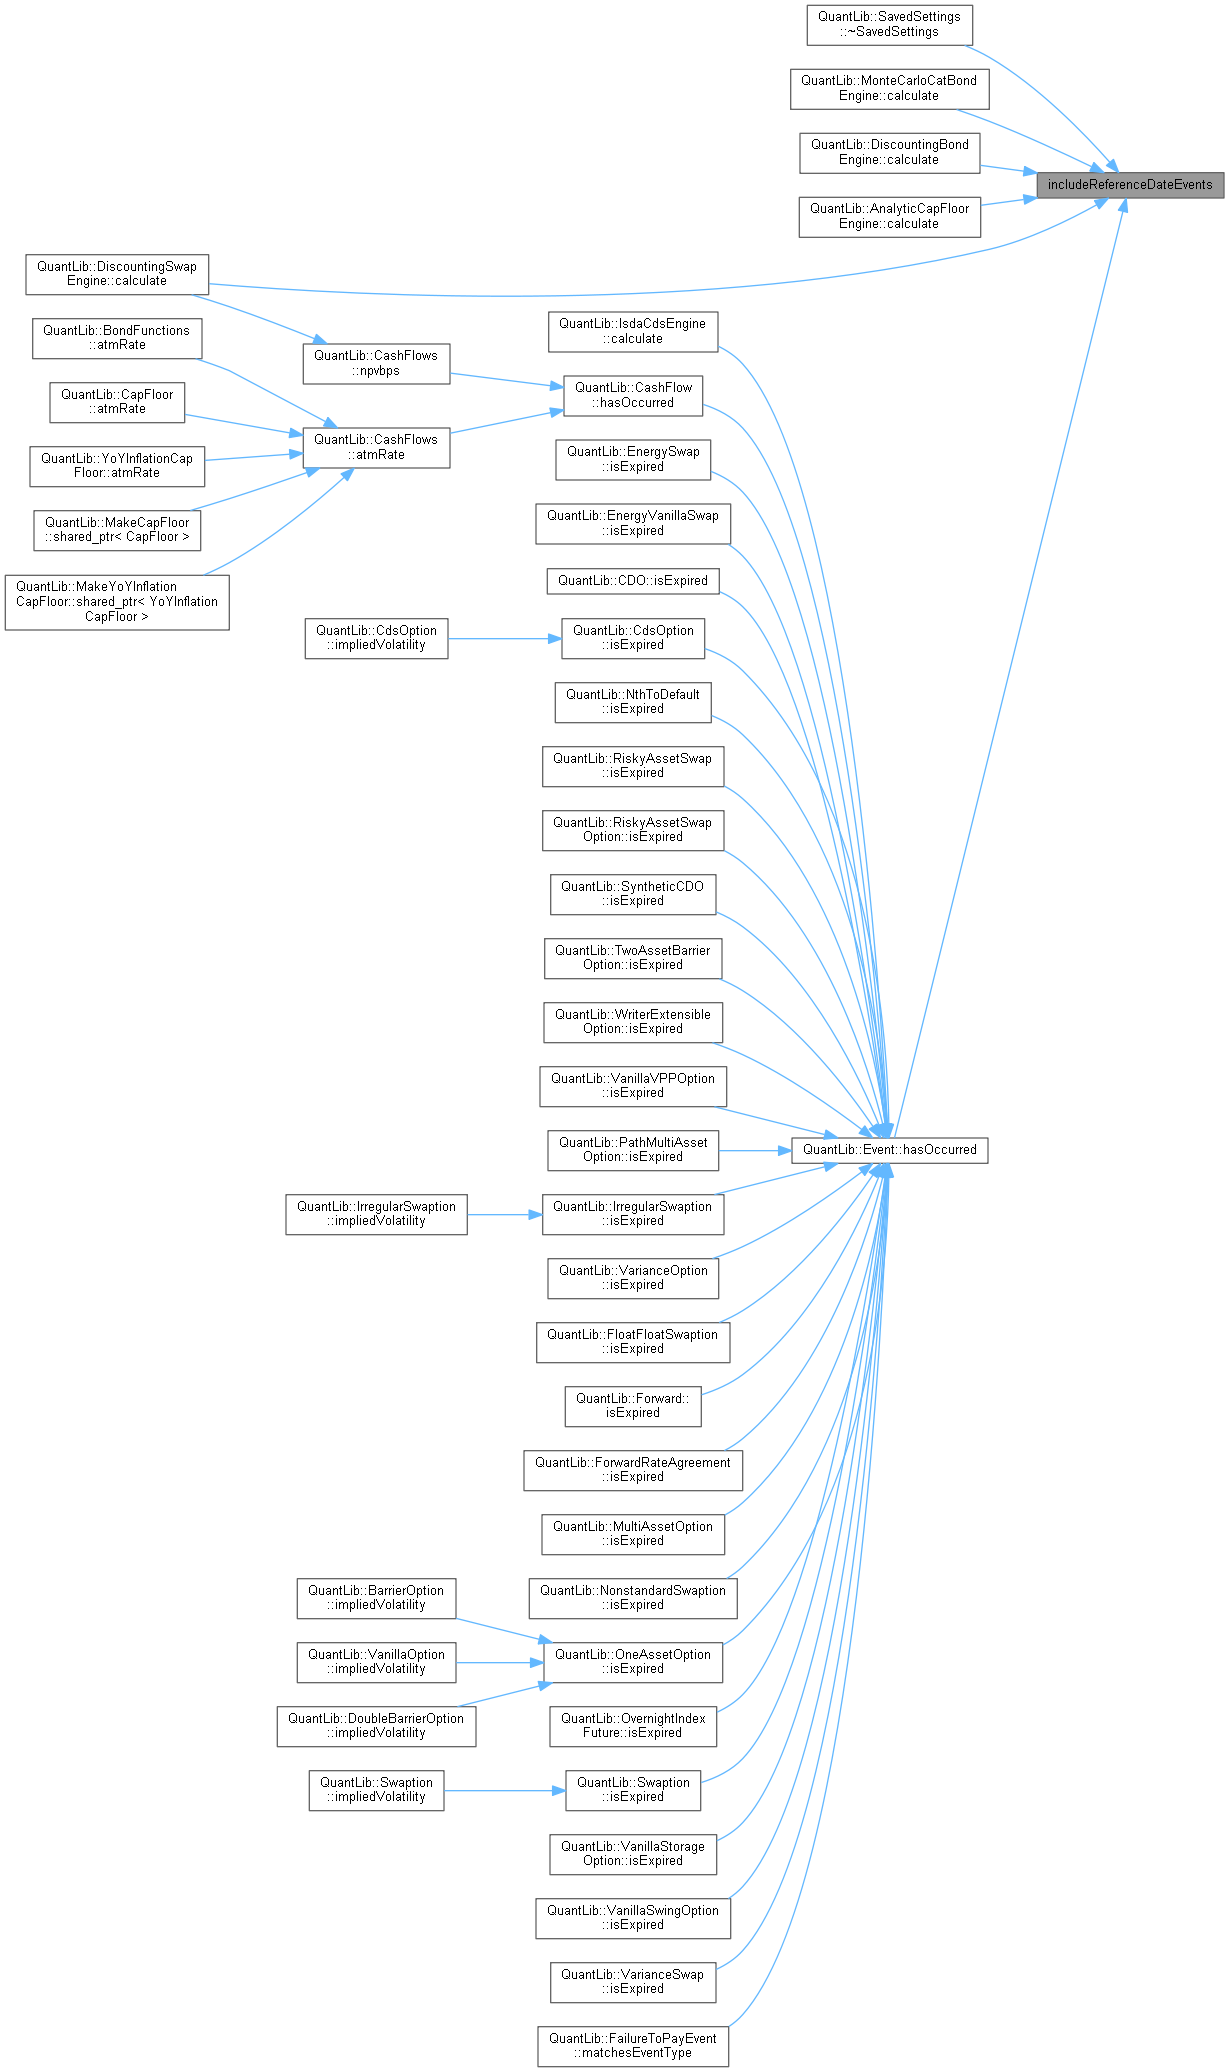 QuantLib::SavedSettings
::~SavedSettings
QuantLib::MonteCarloCatBond
Engine::calculate
QuantLib::DiscountingBond
Engine::calculate
includeReferenceDateEvents
QuantLib::AnalyticCapFloor
Engine::calculate
QuantLib::DiscountingSwap
Engine::calculate
QuantLib::BondFunctions
::atmRate
QuantLib::IsdaCdsEngine
::calculate
QuantLib::CashFlows
::npvbps
QuantLib::CapFloor
::atmRate
QuantLib::CashFlow
::hasOccurred
QuantLib::CashFlows
::atmRate
QuantLib::YoYInflationCap
Floor::atmRate
QuantLib::EnergySwap
::isExpired
QuantLib::MakeCapFloor
::shared_ptr< CapFloor >
QuantLib::EnergyVanillaSwap
::isExpired
QuantLib::MakeYoYInflation
CapFloor::shared_ptr< YoYInflation
CapFloor >
QuantLib::CDO::isExpired
QuantLib::CdsOption
::impliedVolatility
QuantLib::CdsOption
::isExpired
QuantLib::NthToDefault
::isExpired
QuantLib::RiskyAssetSwap
::isExpired
QuantLib::RiskyAssetSwap
Option::isExpired
QuantLib::SyntheticCDO
::isExpired
QuantLib::TwoAssetBarrier
Option::isExpired
QuantLib::WriterExtensible
Option::isExpired
QuantLib::VanillaVPPOption
::isExpired
QuantLib::PathMultiAsset
Option::isExpired
QuantLib::Event::hasOccurred
QuantLib::IrregularSwaption
::impliedVolatility
QuantLib::IrregularSwaption
::isExpired
QuantLib::VarianceOption
::isExpired
QuantLib::FloatFloatSwaption
::isExpired
QuantLib::Forward::
isExpired
QuantLib::ForwardRateAgreement
::isExpired
QuantLib::MultiAssetOption
::isExpired
QuantLib::BarrierOption
::impliedVolatility
QuantLib::NonstandardSwaption
::isExpired
QuantLib::VanillaOption
::impliedVolatility
QuantLib::OneAssetOption
::isExpired
QuantLib::DoubleBarrierOption
::impliedVolatility
QuantLib::OvernightIndex
Future::isExpired
QuantLib::Swaption
::impliedVolatility
QuantLib::Swaption
::isExpired
QuantLib::VanillaStorage
Option::isExpired
QuantLib::VanillaSwingOption
::isExpired
QuantLib::VarianceSwap
::isExpired
QuantLib::FailureToPayEvent
::matchesEventType